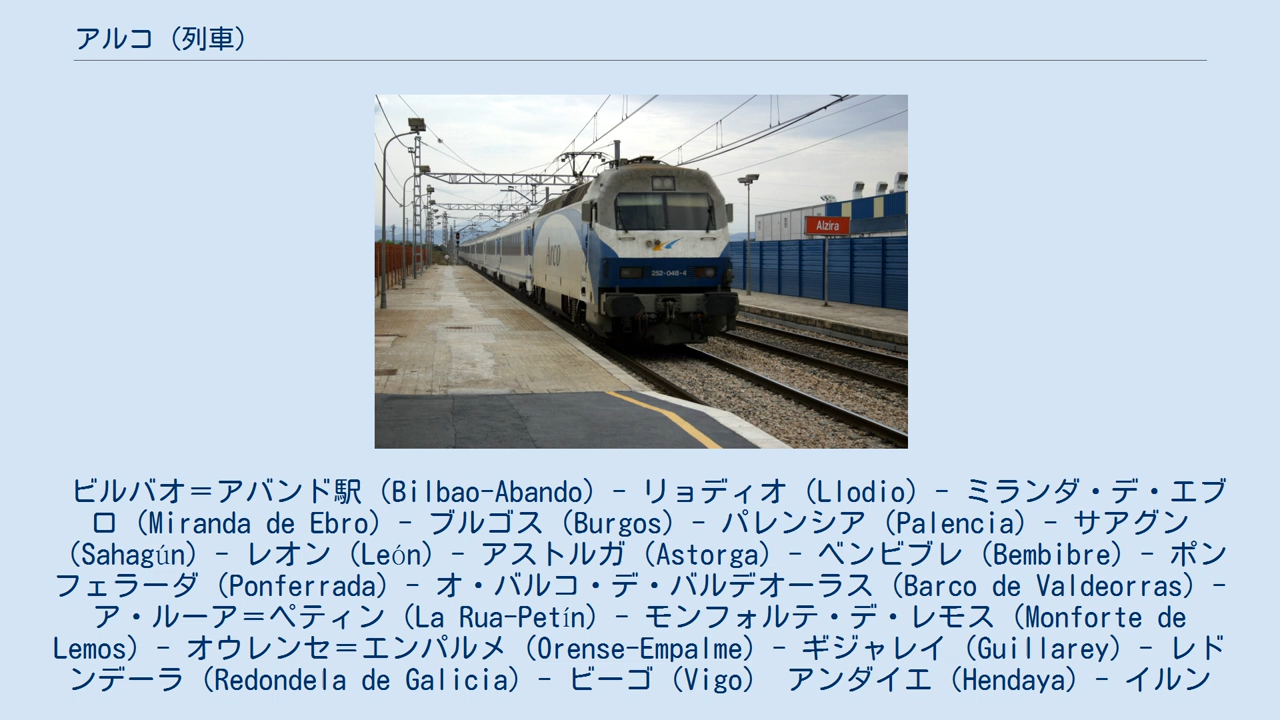 アルコ（列車）
Alzira
Arco
252-048-4
ビルバオ＝アバンド駅（Bilbao-Abando）- リョディオ（Llodio）- ミランダ・デ・エブ
ロ（Miranda de Ebro）- ブルゴス（Burgos）- パレンシア（Palencia）- サアグン
（Sahagún）- レオン（León）- アストルガ（Astorga）- ベンビブレ（Bembibre）- ポン
フェラーダ（Ponferrada）- オ・バルコ・デ・バルデオーラス（Barco de Valdeorras）-
ア・ルーア＝ペティン（La Rua-Petín）- モンフォルテ・デ・レモス（Monforte de
Lemos）- オウレンセ＝エンパルメ（Orense-Empalme）- ギジャレイ（Guillarey）- レド
ンデーラ（Redondela de Galicia）- ビーゴ（Vigo） アンダイエ（Hendaya）- イルン